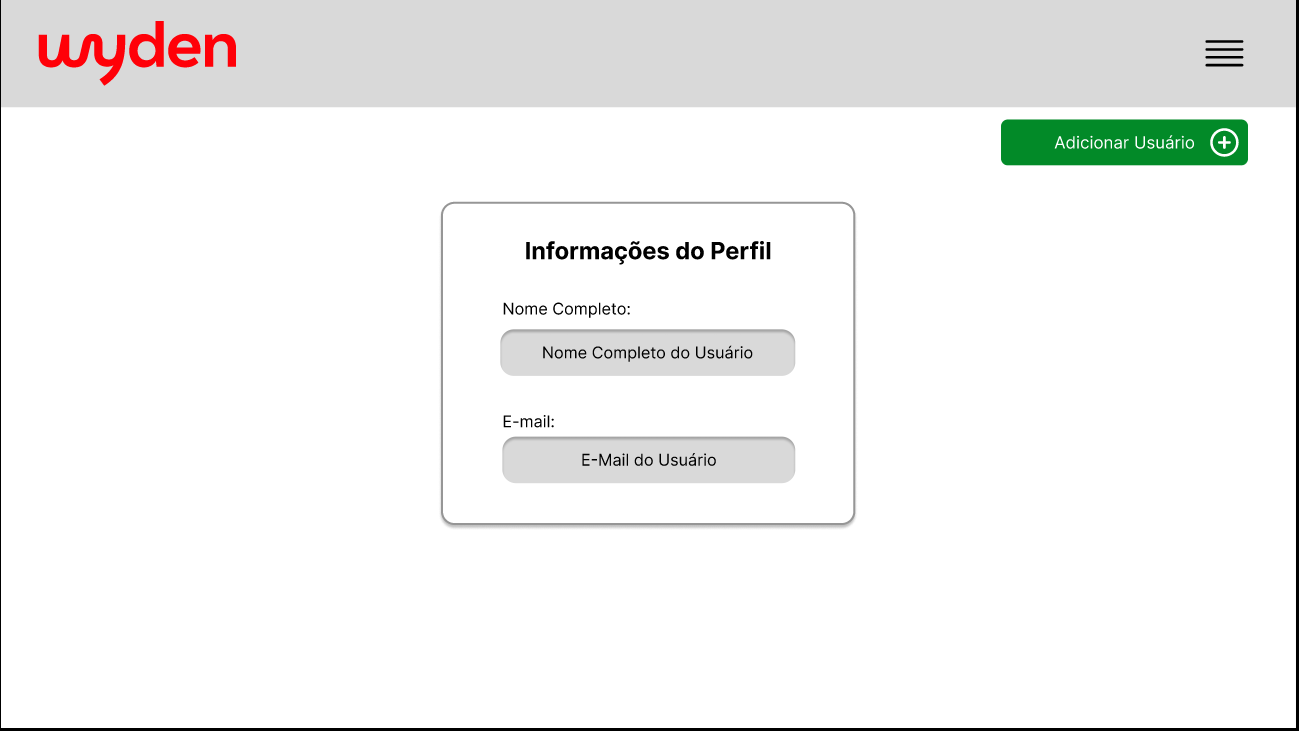 wyden
Adicionar Usuário
Informações do Perfil
Nome Completo:
Nome Completo do Usuário
E-mail:
E-Mail do Usuário